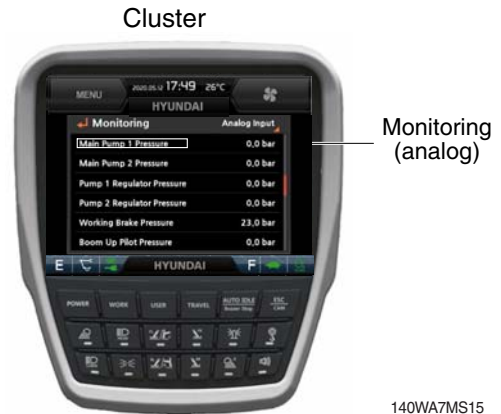 Cluster
MENU
2020.05.12 17:49 26°C
HYUNDAI
Monitoring Analog Input
Main Pump 1 Pressure 0,0 bar
Main Pump 2 Pressure 0,0 bar
Pump 1 Regulator Pressure 0,0 bar
Pump 2 Regulator Pressure 0,0 bar
Working Brake Pressure 23,0 bar
Boom Up Pilot Pressure 0,0 bar
Monitoring
(analog)
E HYUNDAI F
POWER WORK USER TRAVEL AUTO IDLE ESC
CAM
140WA7MS15